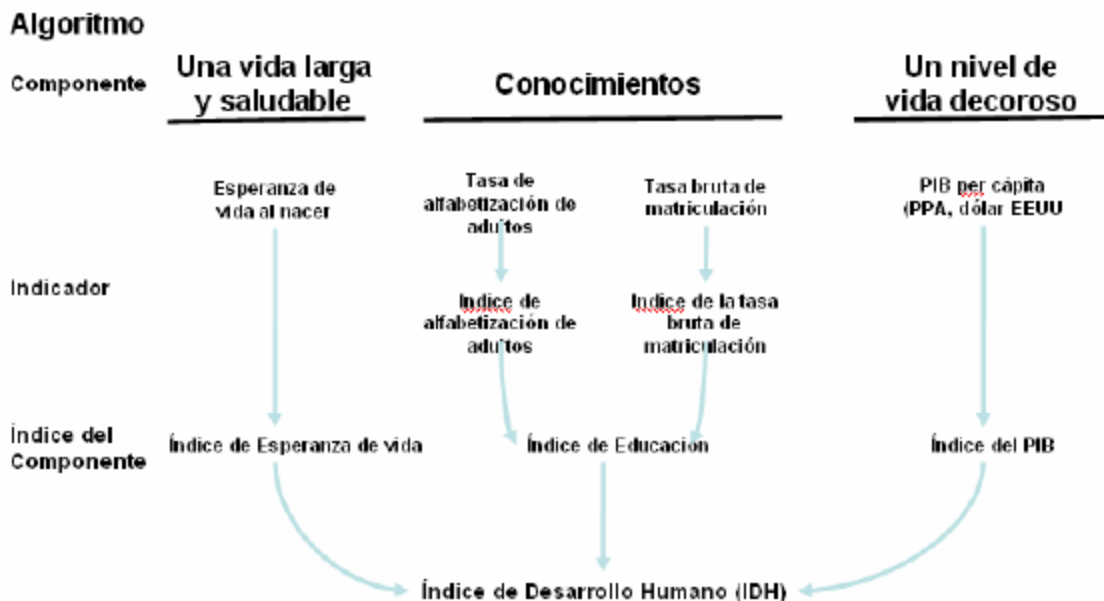 Algoritmo
Componente
Una vida larga
y saludable
Conocimientos
Un nivel de
vida decoroso
Esperanza de
vida al nacer
Tasa de
alfabetización de
adultos
Tasa bruta de
matriculación
PIB per cápita
(PPA, dólar EEUU
Indicador
Indice de
alfabetización de
adultos
Indice de la tasa
bruta de
matriculación
Índice del
Componente
Índice de Esperanza de vida
Índice de Educación
Índice del PIB
Índice de Desarrollo Humano (IDH)